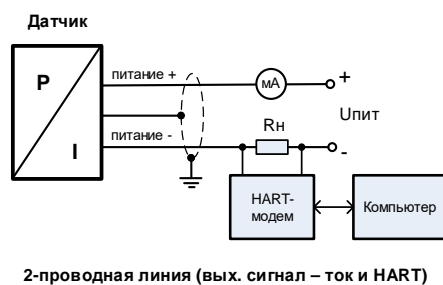 Датчик
P
I
питание +
мА
+
Uпит
питание -
Rн
-
HART-
модем
Компьютер
2-проводная линия (вых. сигнал – ток и HART)